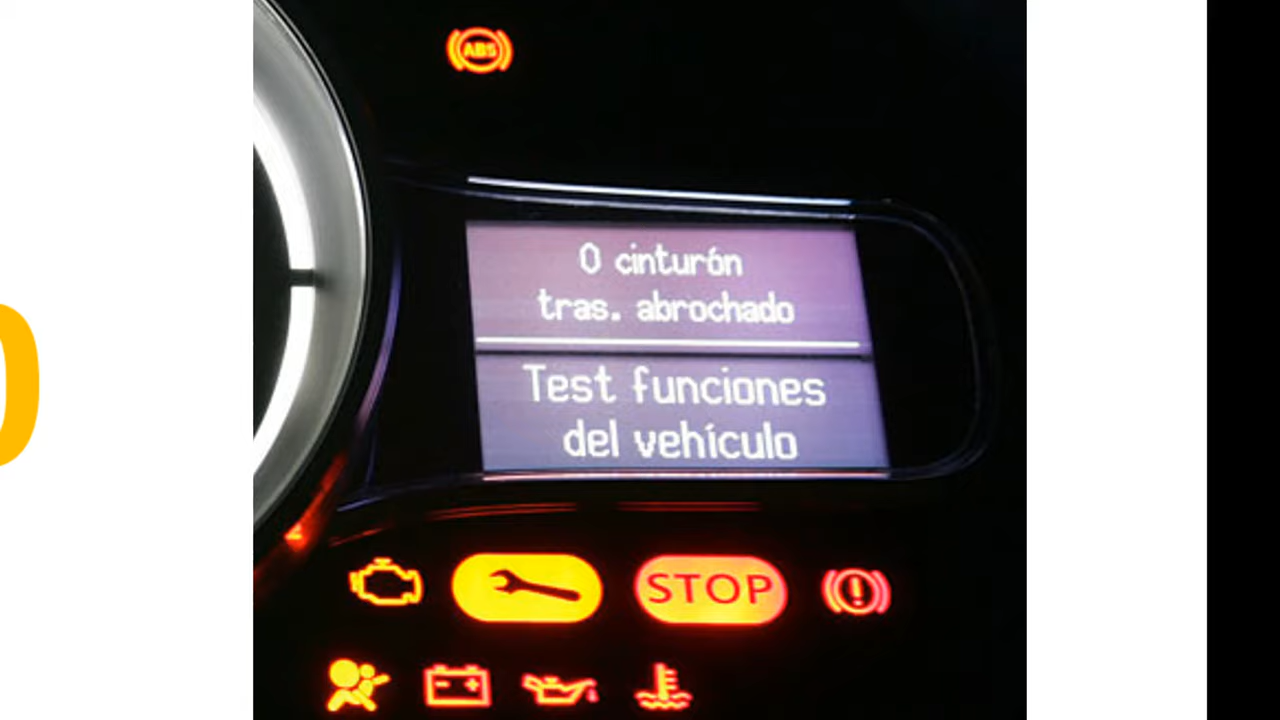 ABS
0 cinturón
tras. abrochado
Test funciones
del vehículo
STOP